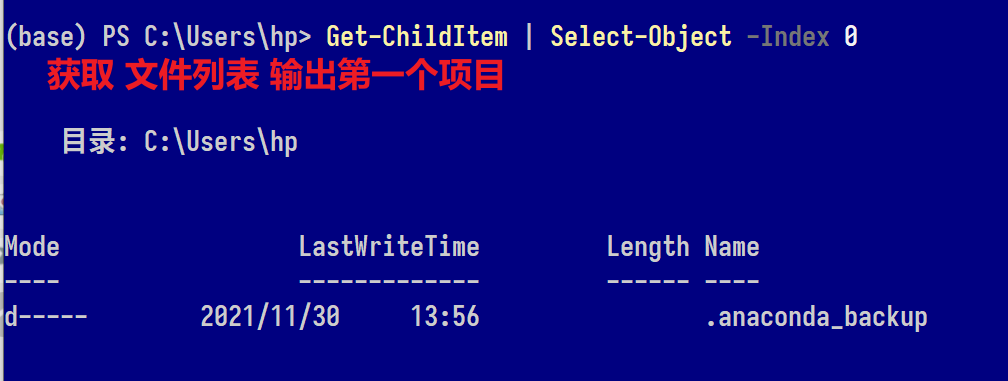 (base) PS C:\Users\hp> Get-ChildItem | Select-Object -Index 0
获取 文件列表 输出第一个项目
目录: C:\Users\hp
Mode LastWriteTime Length Name
---- ------------- ------ ----
d----- 2021/11/30 13:56 .anaconda_backup